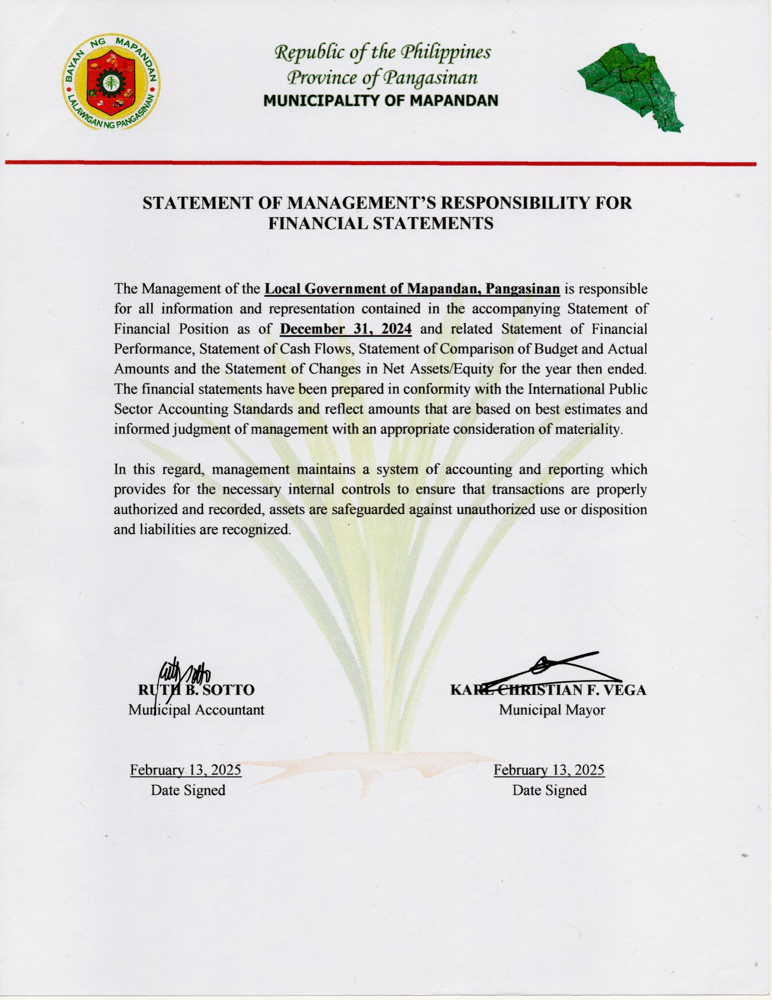 BAYAN NG MAPANDAN
LALAWIGAN NG PANGASINAN
Republic of the Philippines
Province of Pangasinan
MUNICIPALITY OF MAPANDAN
STATEMENT OF MANAGEMENT’S RESPONSIBILITY FOR
FINANCIAL STATEMENTS
The Management of the Local Government of Mapandan, Pangasinan is responsible
for all information and representation contained in the accompanying Statement of
Financial Position as of December 31, 2024 and related Statement of Financial
Performance, Statement of Cash Flows, Statement of Comparison of Budget and Actual
Amounts and the Statement of Changes in Net Assets/Equity for the year then ended.
The financial statements have been prepared in conformity with the International Public
Sector Accounting Standards and reflect amounts that are based on best estimates and
informed judgment of management with an appropriate consideration of materiality.
In this regard, management maintains a system of accounting and reporting which
provides for the necessary internal controls to ensure that transactions are properly
authorized and recorded, assets are safeguarded against unauthorized use or disposition
and liabilities are recognized.
RUTH B. SOTTO
Municipal Accountant
February 13, 2025
Date Signed
KARL CHRISTIAN F. VEGA
Municipal Mayor
February 13, 2025
Date Signed